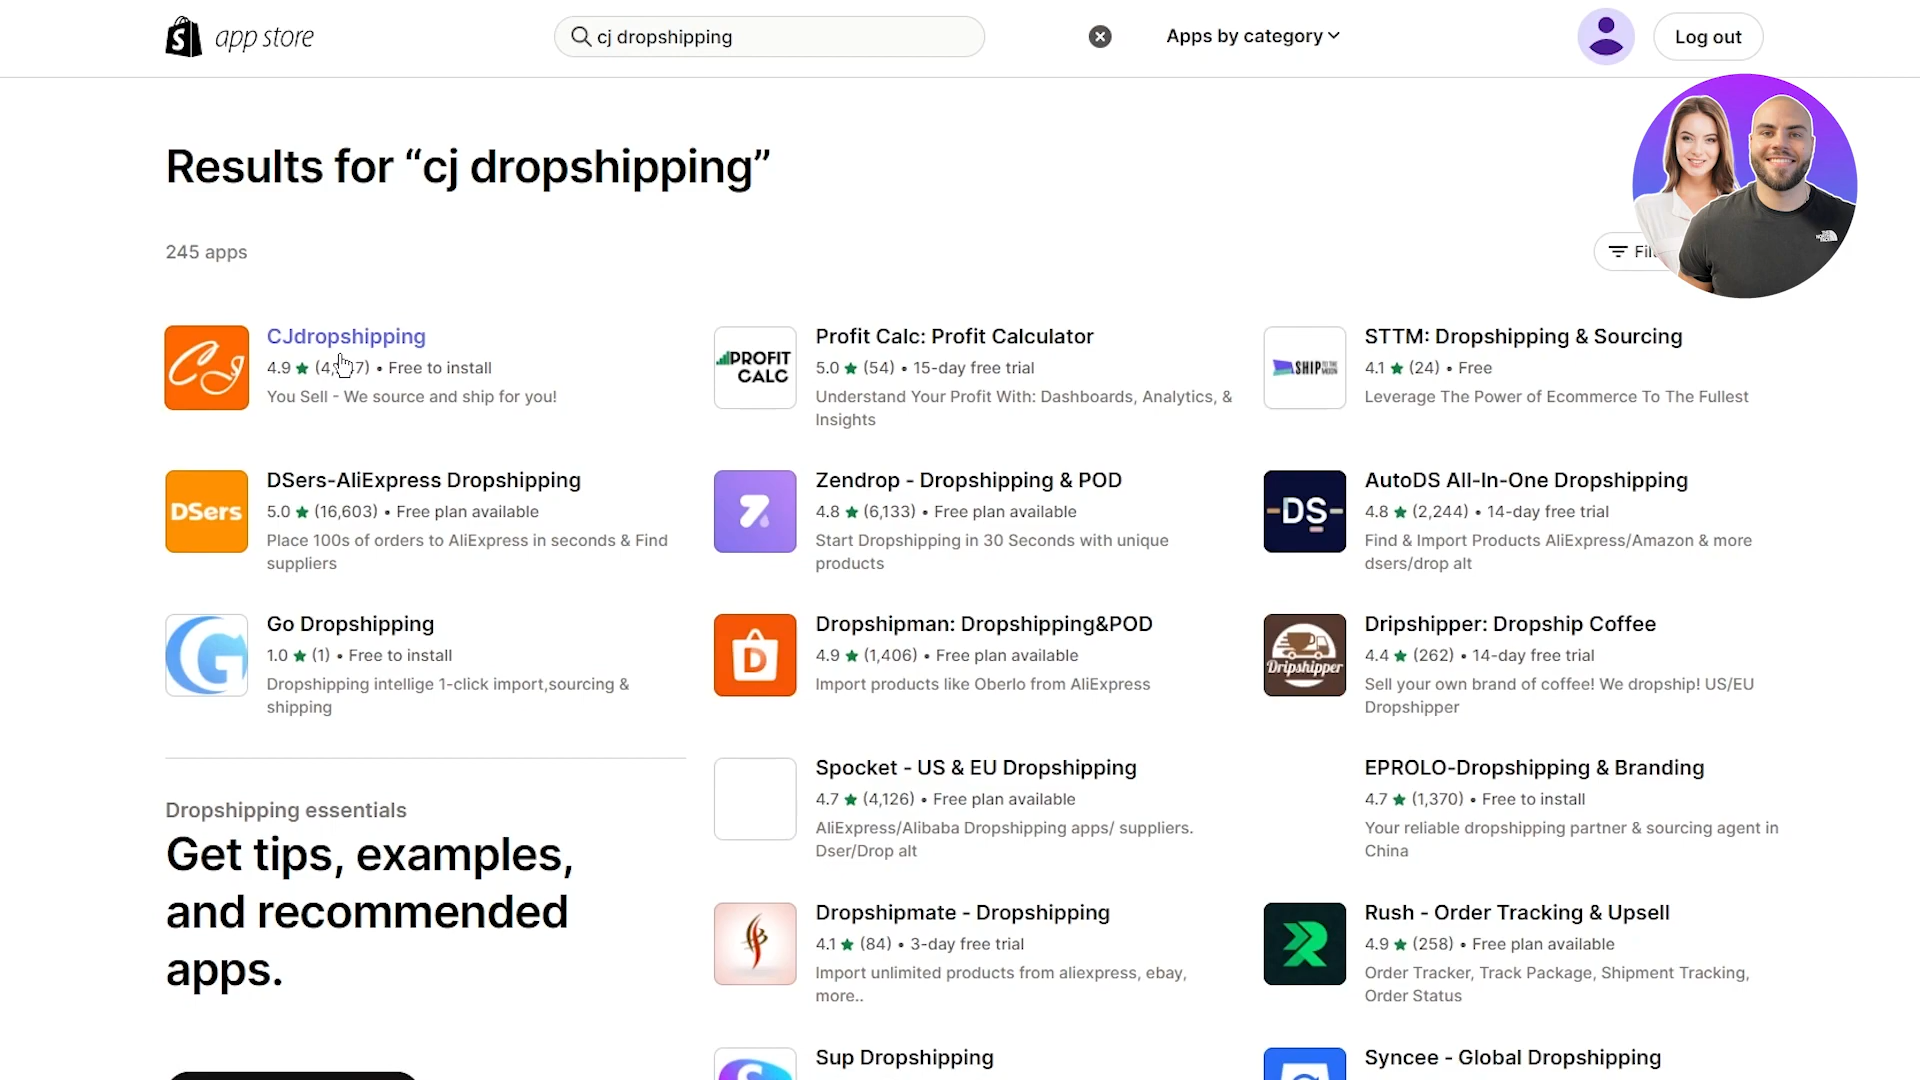 app store
cj dropshipping
Apps by category
Log out
Results for “cj dropshipping”
245 apps
CJdropshipping
4.9 ★ • Free to install
You Sell - We source and ship for you!
PROFIT
CALC
Profit Calc: Profit Calculator
5.0 ★ (54) • 15-day free trial
Understand Your Profit With: Dashboards, Analytics, &
Insights
SHIP
STTM: Dropshipping & Sourcing
4.1 ★ (24) • Free
Leverage The Power of Ecommerce To The Fullest
DSers
DSers-AliExpress Dropshipping
5.0 ★ (16,603) • Free plan available
Place 100s of orders to AliExpress in seconds & Find
suppliers
Zendrop - Dropshipping & POD
4.8 ★ (6,133) • Free plan available
Start Dropshipping in 30 Seconds with unique
products
-DS-
AutoDS All-In-One Dropshipping
4.8 ★ (2,244) • 14-day free trial
Find & Import Products AliExpress/Amazon & more
dsers/drop alt
Go Dropshipping
1.0 ★ (1) • Free to install
Dropshipping intellige 1-click import,sourcing &
shipping
Dropshipman: Dropshipping&POD
4.9 ★ (1,406) • Free plan available
Import products like Oberlo from AliExpress
Dripshipper
Dripshipper: Dropship Coffee
4.4 ★ (262) • 14-day free trial
Sell your own brand of coffee! We dropship! US/EU
Dropshipper
Dropshipping essentials
Get tips, examples,
and recommended
apps.
Spocket - US & EU Dropshipping
4.7 ★ (4,126) • Free plan available
AliExpress/Alibaba Dropshipping apps/ suppliers.
Dser/Drop alt
EPROLO-Dropshipping & Branding
4.7 ★ (1,370) • Free to install
Your reliable dropshipping partner & sourcing agent in
China
Dropshipmate - Dropshipping
4.1 ★ (84) • 3-day free trial
Import unlimited products from aliexpress, ebay,
more..
Rush - Order Tracking & Upsell
4.9 ★ (258) • Free plan available
Order Tracker, Track Package, Shipment Tracking,
Order Status
Sup Dropshipping
Syncee - Global Dropshipping